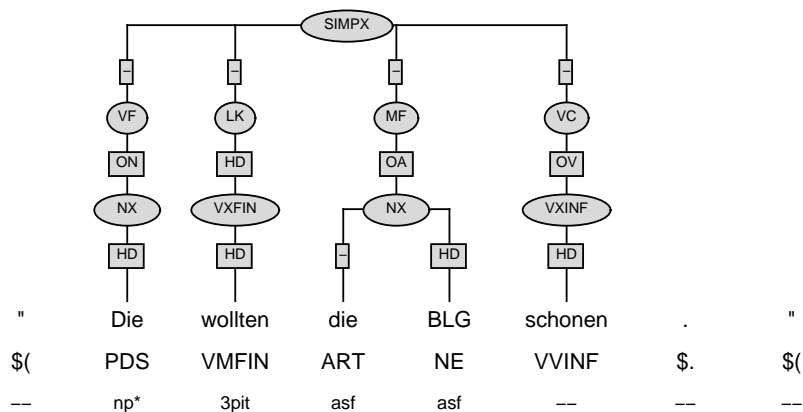 SIMPX
– – – –
VF LK MF VC
ON HD OA OV
NX VXFIN NX VXINF
HD HD – HD HD
" Die wollten die BLG schonen . "
$( PDS VMFIN ART NE VVINF $. $(
−− np* 3pit asf asf −− −− −−